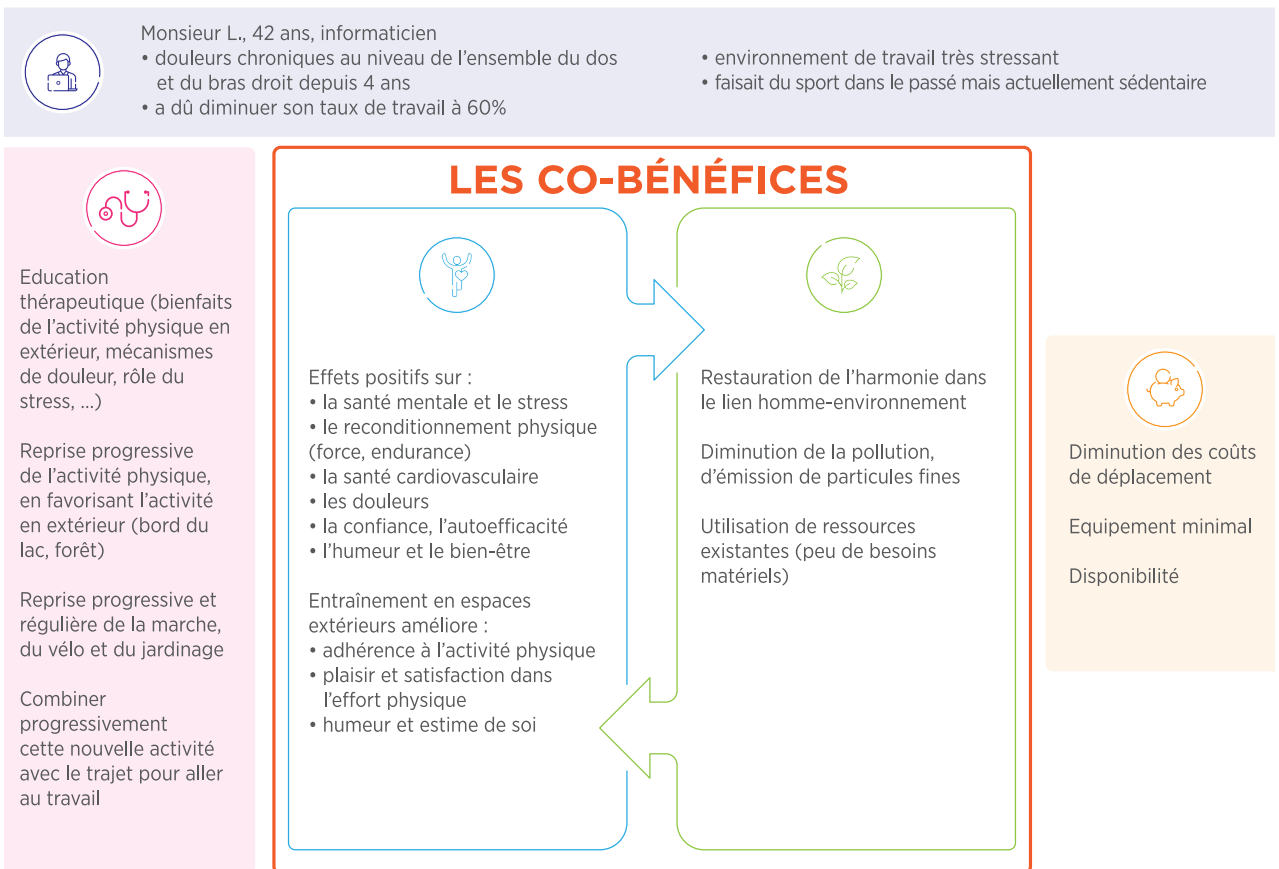 Monsieur L., 42 ans, informaticien
• douleurs chroniques au niveau de l'ensemble du dos
et du bras droit depuis 4 ans
• a dû diminuer son taux de travail à 60%
• environnement de travail très stressant
• faisait du sport dans le passé mais actuellement sédentaire
Education
thérapeutique (bienfaits
de l'activité physique en
extérieur, mécanismes
de douleur, rôle du
stress, ...)
Reprise progressive
de l'activité physique,
en favorisant l'activité
en extérieur (bord du
lac, forêt)
Reprise progressive et
régulière de la marche,
du vélo et du jardinage
Combiner
progressivement
cette nouvelle activité
avec le trajet pour aller
au travail
LES CO-BÉNÉFICES
Effets positifs sur :
• la santé mentale et le stress
• le reconditionnement physique
(force, endurance)
• la santé cardiovasculaire
• les douleurs
• la confiance, l'autoefficacité
• l'humeur et le bien-être
Entraînement en espaces
extérieurs améliore :
• adhérence à l'activité physique
• plaisir et satisfaction dans
l'effort physique
• humeur et estime de soi
Restauration de l'harmonie dans
le lien homme-environnement
Diminution de la pollution,
d'émission de particules fines
Utilisation de ressources
existantes (peu de besoins
matériels)
Diminution des coûts
de déplacement
Equipement minimal
Disponibilité